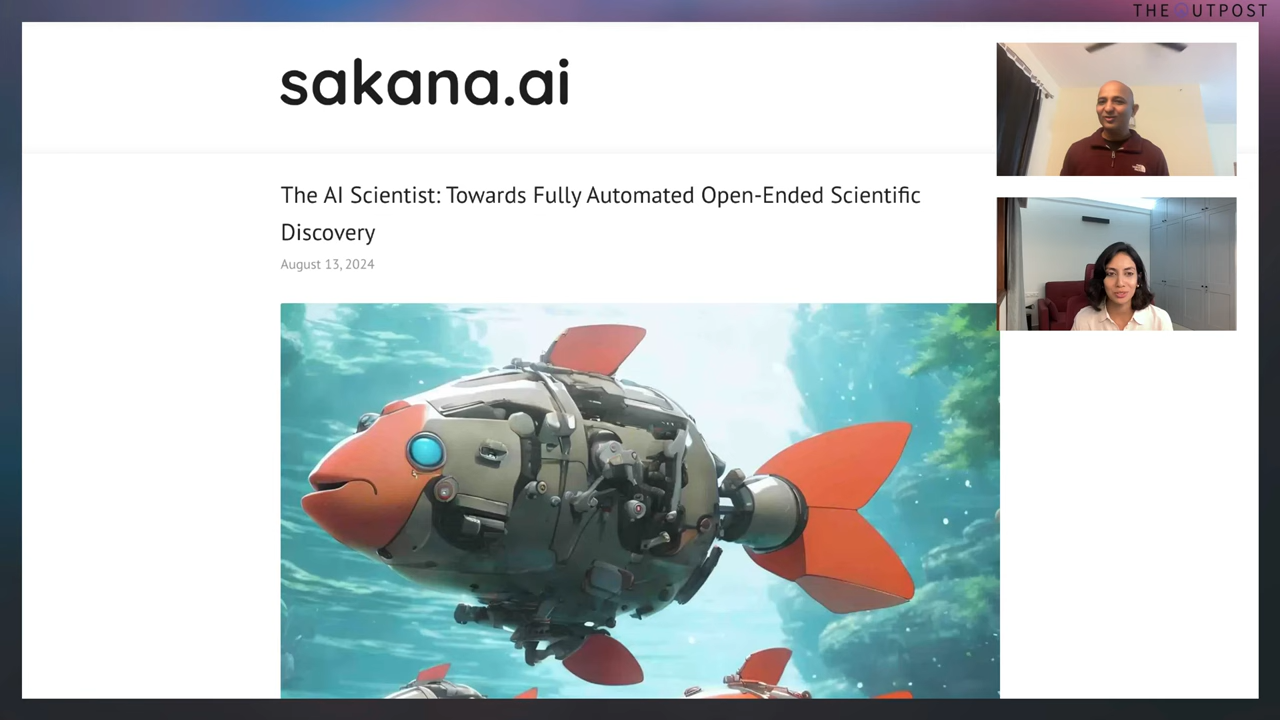 THE OUTPOST
sakana.ai
The AI Scientist: Towards Fully Automated Open-Ended Scientific
Discovery
August 13, 2024